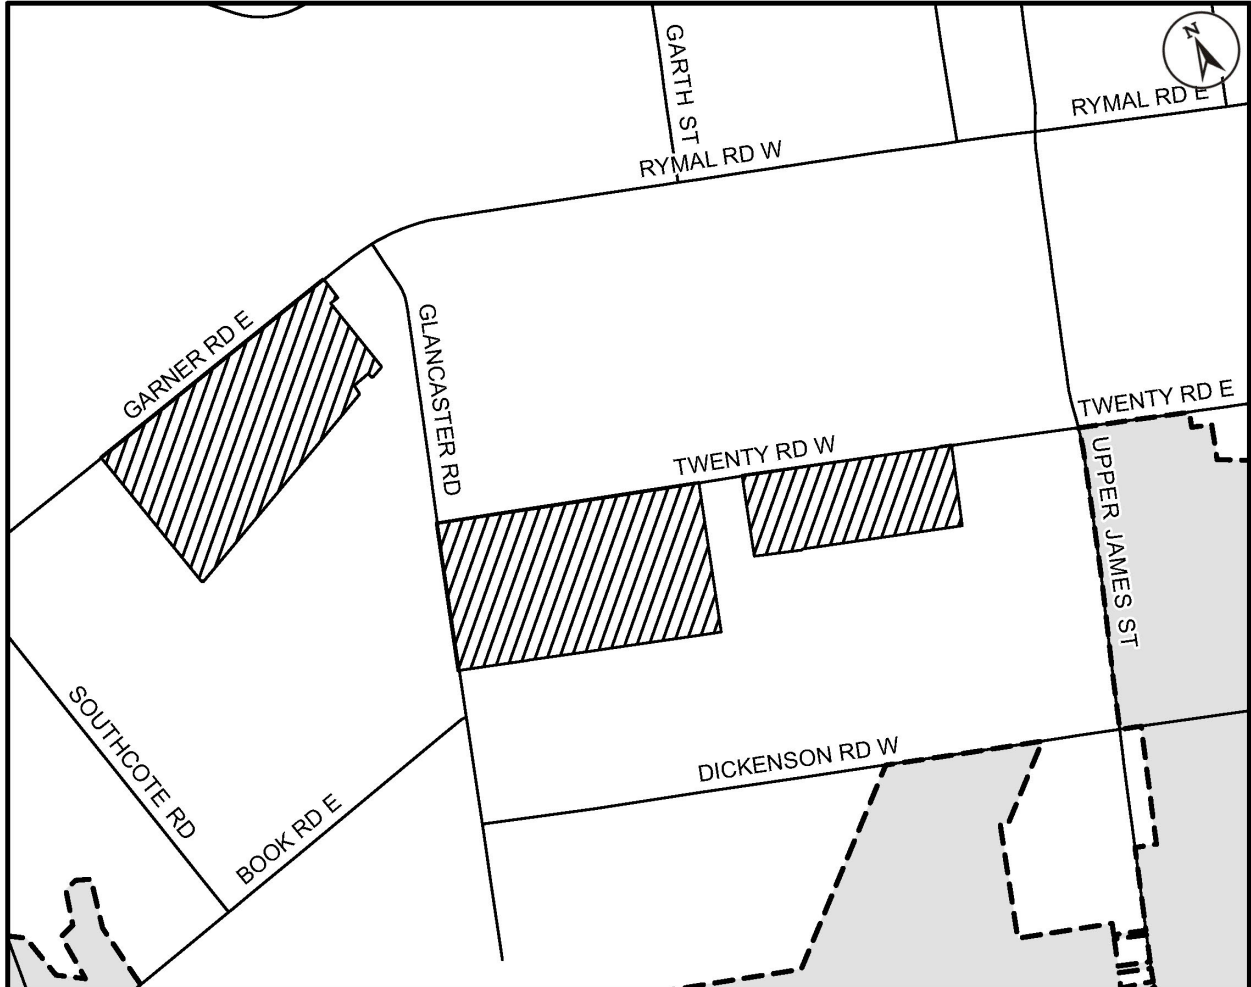 N
GARTH ST
RYMAL RD E
RYMAL RD W
GARNER RD E
GLANCASTER RD
TWENTY RD E
TWENTY RD W
UPPER JAMES ST
SOUTHCOTE RD
DICKENSON RD W
BOOK RD E